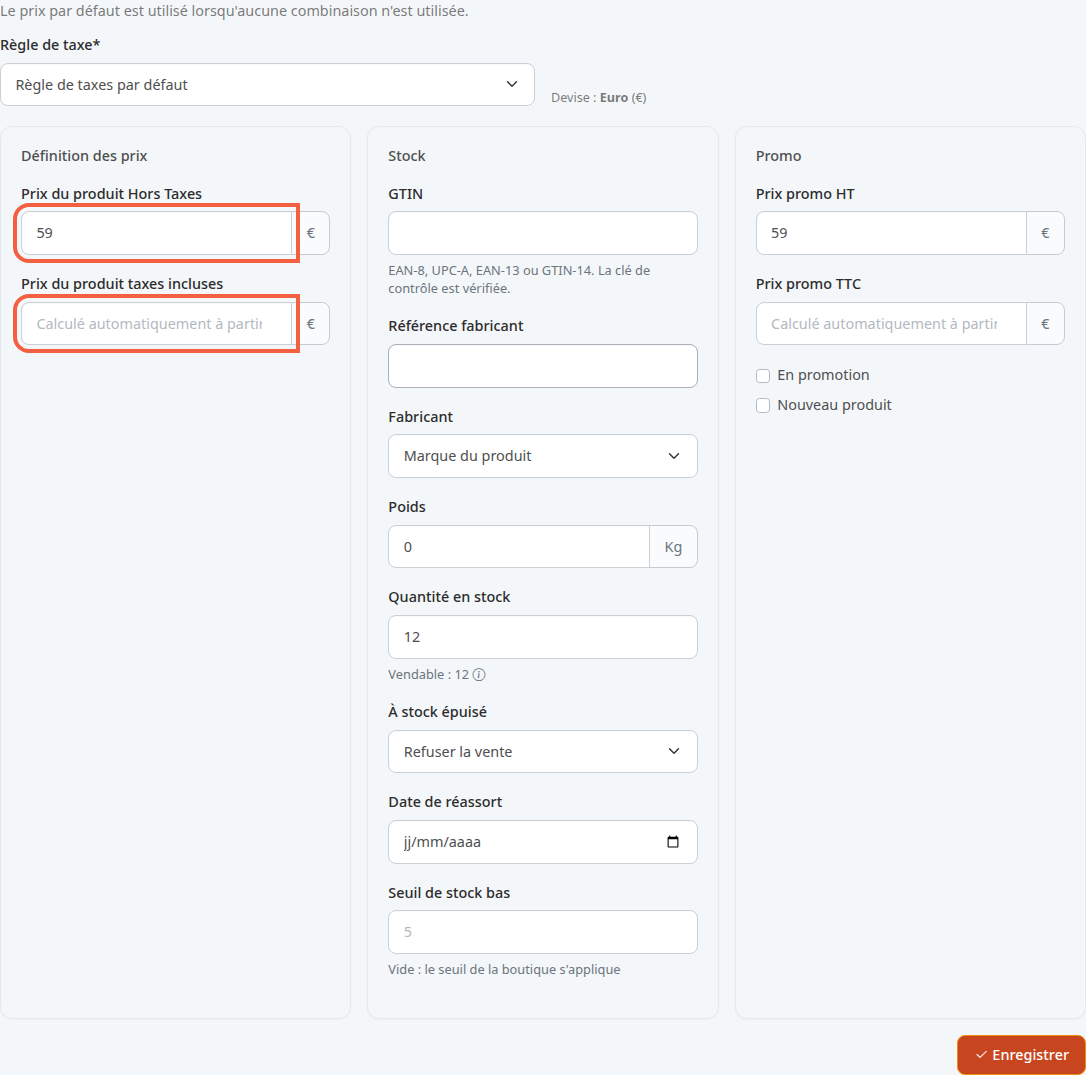 Le prix par défaut est utilisé lorsqu'aucune combinaison n'est utilisée.
Règle de taxe*
Règle de taxes par défaut
Devise : Euro (€)
Définition des prix
Prix du produit Hors Taxes
59
€
Prix du produit taxes incluses
Calculé automatiquement à partir
€
Stock
GTIN
EAN-8, UPC-A, EAN-13 ou GTIN-14. La clé de
contrôle est vérifiée.
Référence fabricant
Fabricant
Marque du produit
Poids
0
Kg
Quantité en stock
12
Vendable : 12
À stock épuisé
Refuser la vente
Date de réassort
jj/mm/aaaa
Seuil de stock bas
5
Vide : le seuil de la boutique s'applique
Promo
Prix promo HT
59
€
Prix promo TTC
Calculé automatiquement à partir
€
En promotion
Nouveau produit
Enregistrer